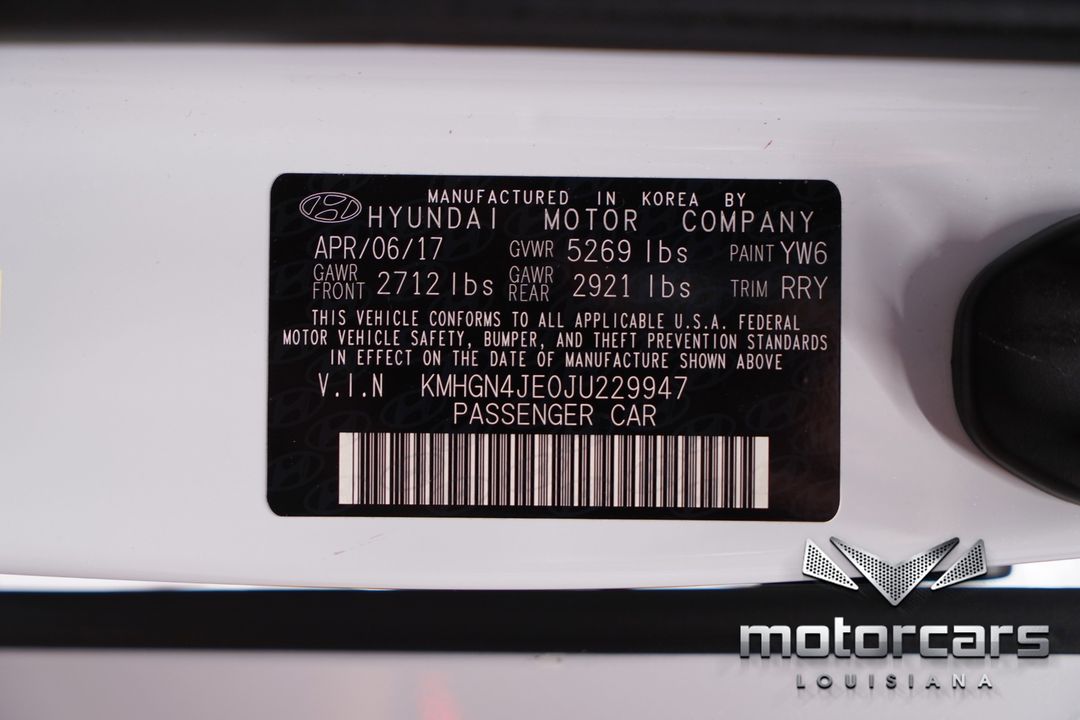 MANUFACTURED IN KOREA BY
HYUNDAI MOTOR COMPANY
APR/06/17 GVWR 5269 lbs PAINT YW6
GAWR FRONT 2712 lbs GAWR REAR 2921 lbs TRIM RRY
THIS VEHICLE CONFORMS TO ALL APPLICABLE U.S.A. FEDERAL
MOTOR VEHICLE SAFETY, BUMPER, AND THEFT PREVENTION STANDARDS
IN EFFECT ON THE DATE OF MANUFACTURE SHOWN ABOVE
V.I.N KMHGN4JE0JU229947
PASSENGER CAR
motorcars
LOUISIANA